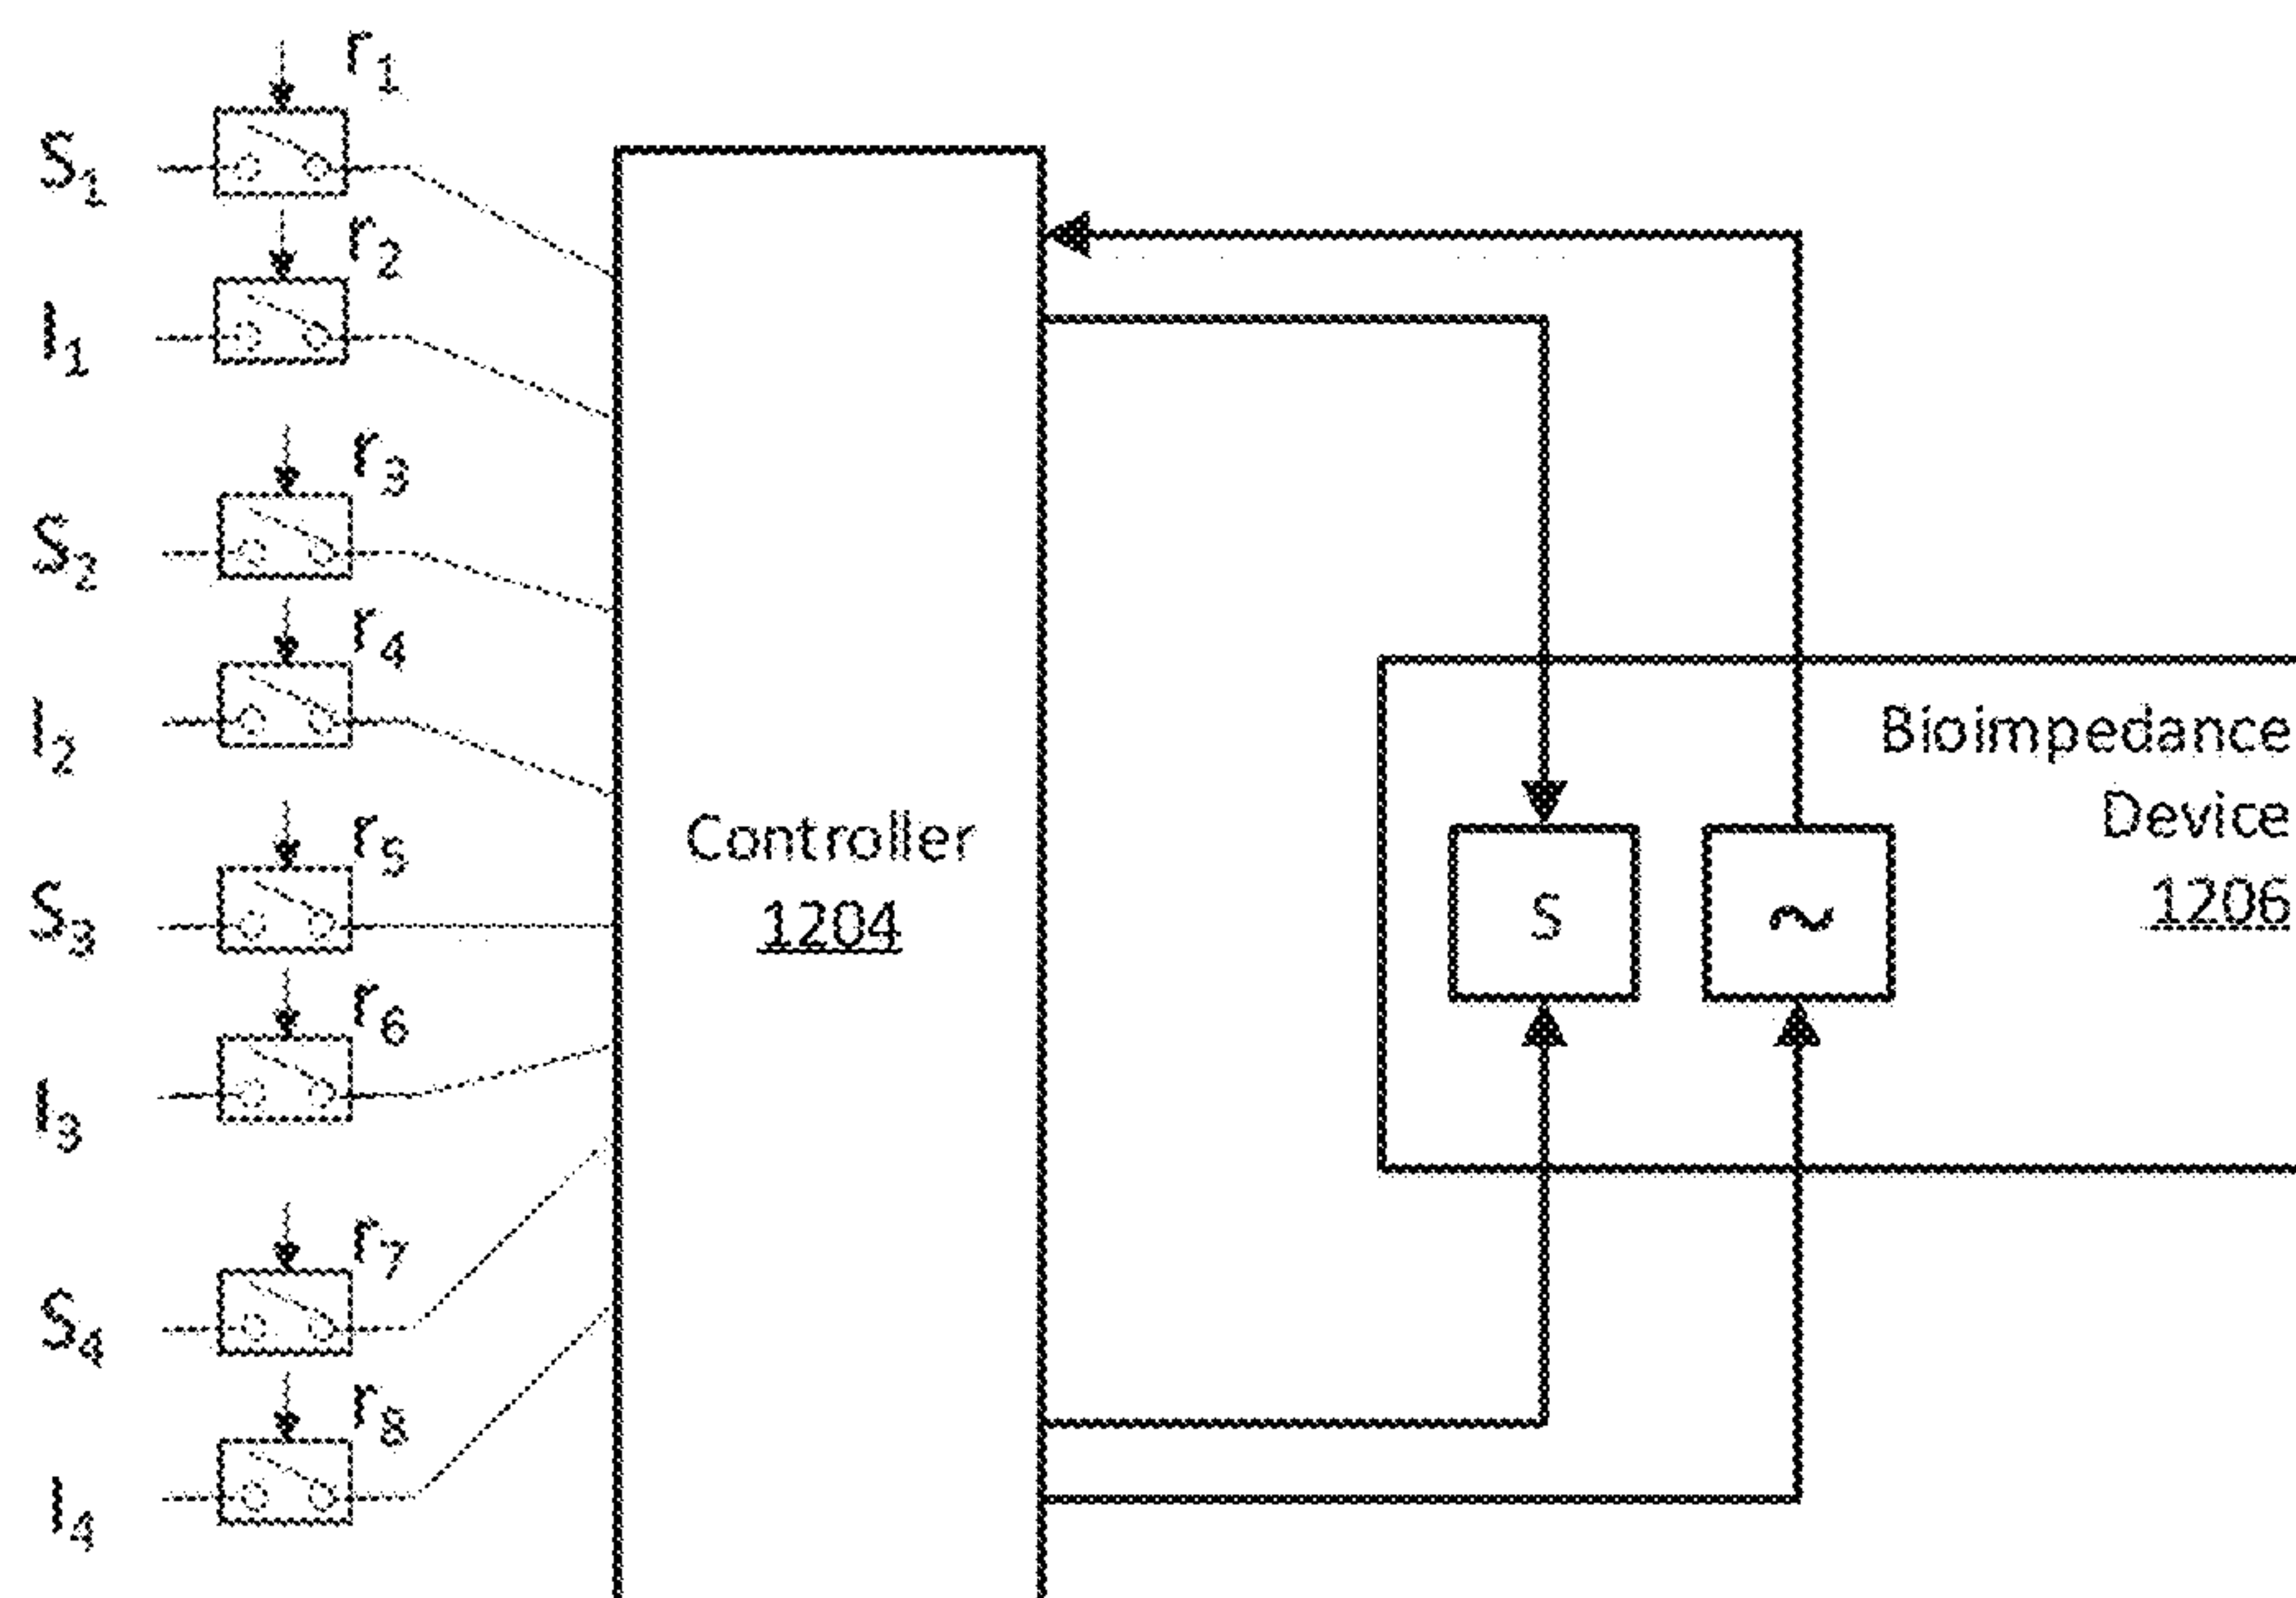 r1
S1
r2
I1
r3
S2
r4
I2
r5
S3
r6
I3
r7
S4
r8
I4
Controller
1204
Bioimpedance
Device
1206
S
~